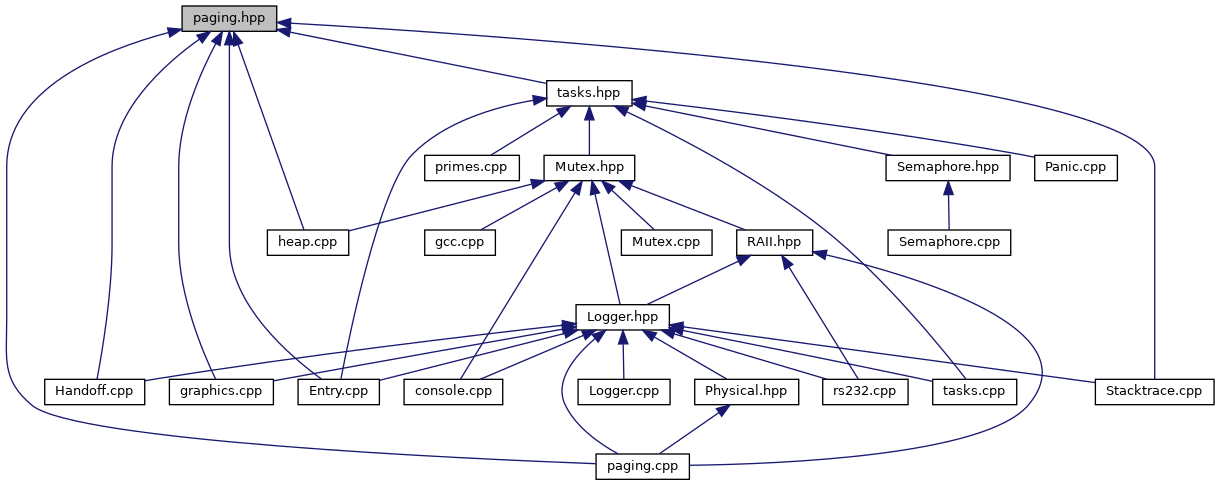 paging.hpp
tasks.hpp
primes.cpp
Mutex.hpp
Semaphore.hpp
Panic.cpp
heap.cpp
gcc.cpp
Mutex.cpp
RAII.hpp
Semaphore.cpp
Logger.hpp
Handoff.cpp
graphics.cpp
Entry.cpp
console.cpp
Logger.cpp
Physical.hpp
rs232.cpp
tasks.cpp
Stacktrace.cpp
paging.cpp